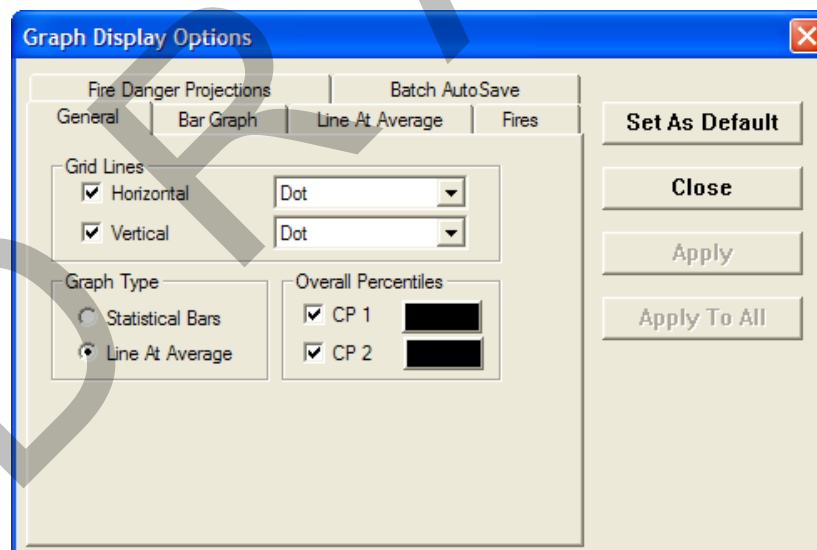 Graph Display Options
Fire Danger Projections
Batch AutoSave
General
Bar Graph
Line At Average
Fires
Grid Lines
Horizontal
Dot
Vertical
Dot
Graph Type
Statistical Bars
Line At Average
Overall Percentiles
CP 1
CP 2
Set As Default
Close
Apply
Apply To All